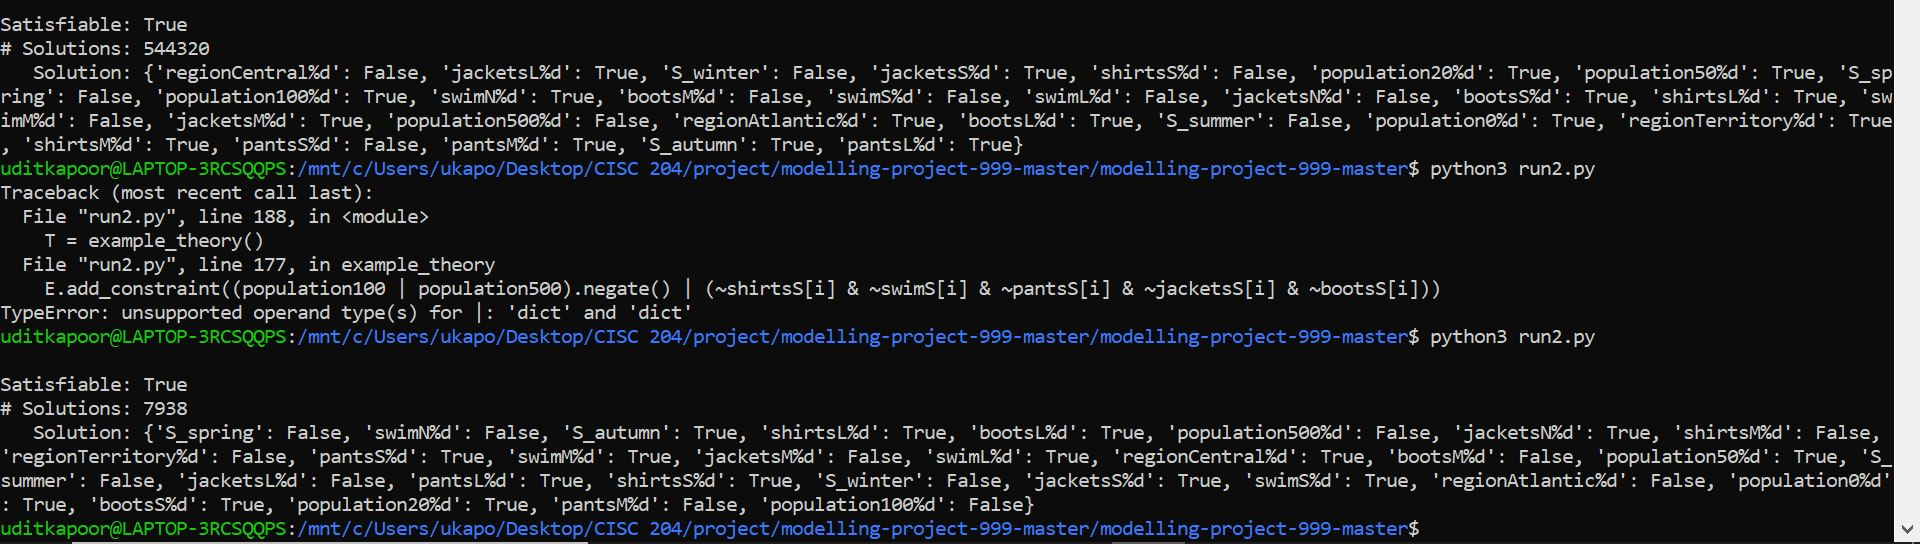 Satisfiable: True
# Solutions: 544320
   Solution: {'regionCentral%d': False, 'jacketsL%d': True, 'S_winter': False, 'jacketsS%d': True, 'shirtsS%d': False, 'population20%d': True, 'population50%d': True, 'S_sp
ring': False, 'population100%d': True, 'swimN%d': True, 'bootsM%d': False, 'swimS%d': False, 'swimL%d': False, 'jacketsN%d': False, 'bootsS%d': True, 'shirtsL%d': True, 'sw
imM%d': False, 'jacketsM%d': True, 'population500%d': False, 'regionAtlantic%d': True, 'bootsL%d': True, 'S_summer': False, 'population0%d': True, 'regionTerritory%d': True
, 'shirtsM%d': True, 'pantsS%d': False, 'pantsM%d': True, 'S_autumn': True, 'pantsL%d': True}
uditkapoor@LAPTOP-3RCSQQPS:/mnt/c/Users/ukapo/Desktop/CISC 204/project/modelling-project-999-master/modelling-project-999-master$ python3 run2.py
Traceback (most recent call last):
  File "run2.py", line 188, in <module>
    T = example_theory()
  File "run2.py", line 177, in example_theory
    E.add_constraint((population100 | population500).negate() | (~shirtsS[i] & ~swimS[i] & ~pantsS[i] & ~jacketsS[i] & ~bootsS[i]))
TypeError: unsupported operand type(s) for |: 'dict' and 'dict'
uditkapoor@LAPTOP-3RCSQQPS:/mnt/c/Users/ukapo/Desktop/CISC 204/project/modelling-project-999-master/modelling-project-999-master$ python3 run2.py
Satisfiable: True
# Solutions: 7938
   Solution: {'S_spring': False, 'swimN%d': False, 'S_autumn': True, 'shirtsL%d': True, 'bootsL%d': True, 'population500%d': False, 'jacketsN%d': True, 'shirtsM%d': False,
'regionTerritory%d': False, 'pantsS%d': True, 'swimM%d': True, 'jacketsM%d': False, 'swimL%d': True, 'regionCentral%d': True, 'bootsM%d': False, 'population50%d': True, 'S_
summer': False, 'jacketsL%d': False, 'pantsL%d': True, 'shirtsS%d': True, 'S_winter': False, 'jacketsS%d': True, 'swimS%d': True, 'regionAtlantic%d': False, 'population0%d'
: True, 'bootsS%d': True, 'population20%d': True, 'pantsM%d': False, 'population100%d': False}
uditkapoor@LAPTOP-3RCSQQPS:/mnt/c/Users/ukapo/Desktop/CISC 204/project/modelling-project-999-master/modelling-project-999-master$